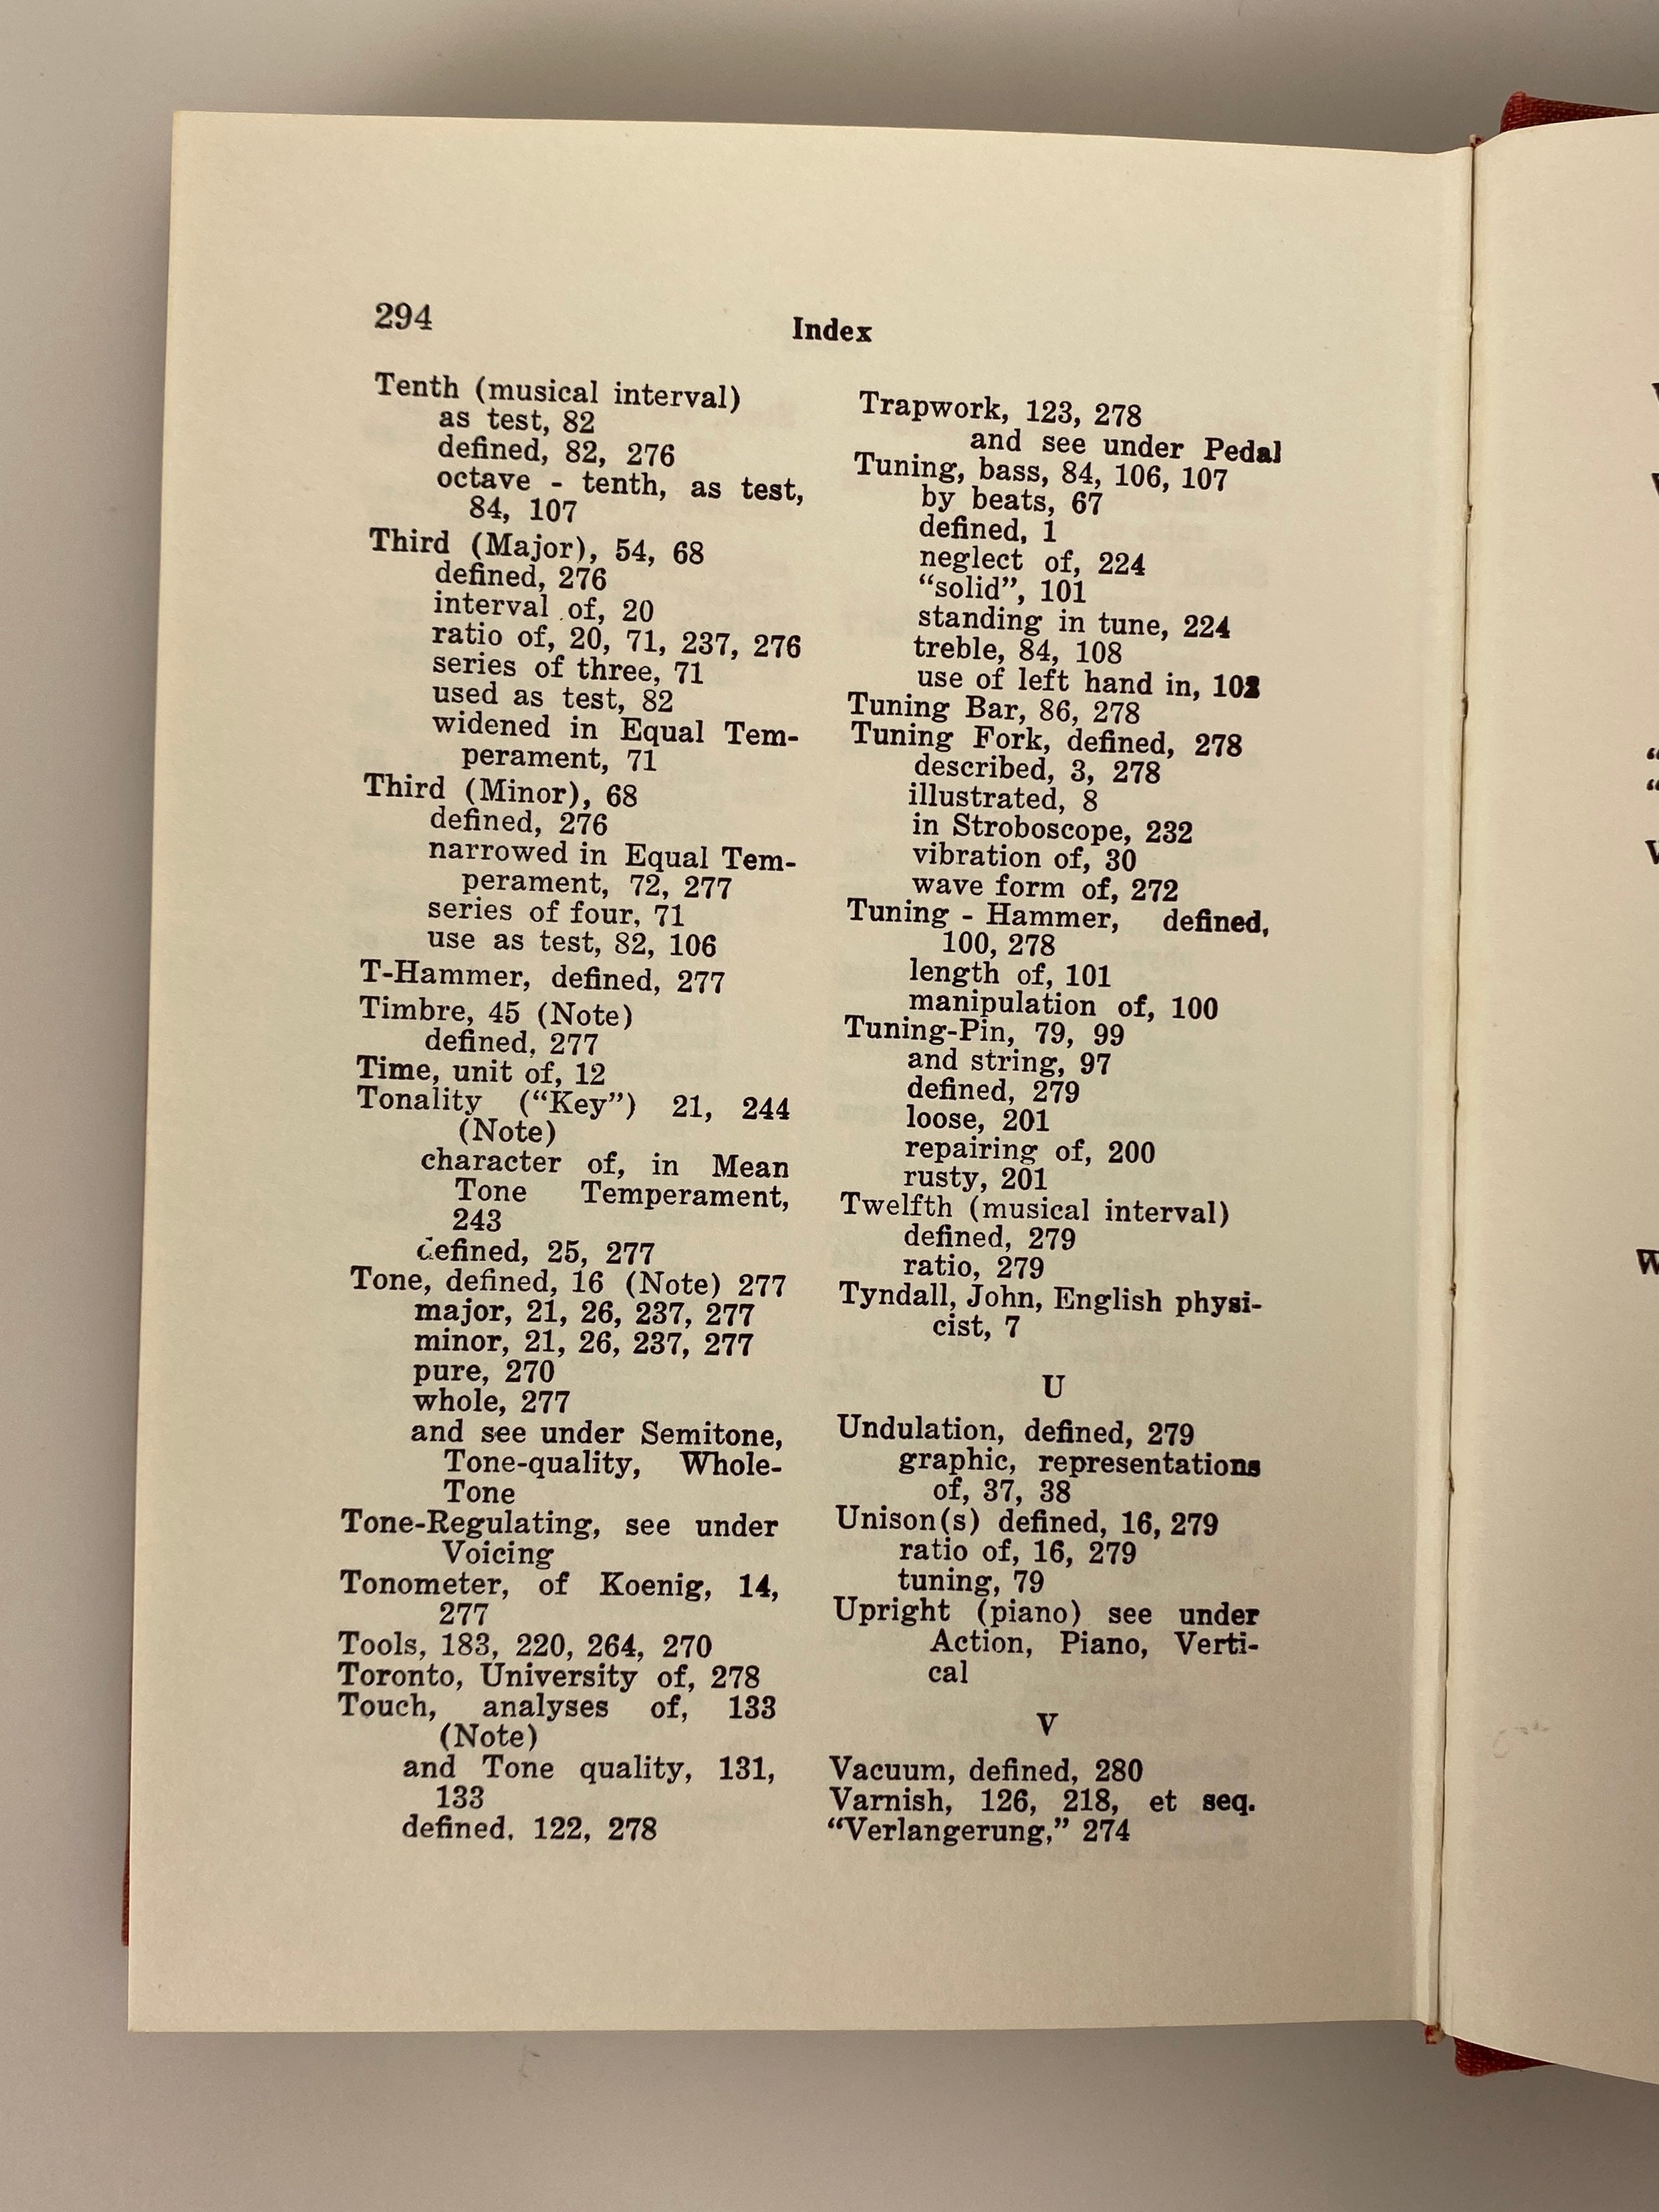 294
Index
Tenth (musical interval)
as test, 82
defined, 82, 276
octave - tenth, as test,
84, 107
Third (Major), 54, 68
defined, 276
interval of, 20
ratio of, 20, 71, 237, 276
series of three, 71
used as test, 82
widened in Equal Tem-
perament, 71
Third (Minor), 68
defined, 276
narrowed in Equal Tem-
perament, 72, 277
series of four, 71
use as test, 82, 106
T-Hammer, defined, 277
Timbre, 45 (Note)
defined, 277
Time, unit of, 12
Tonality ("Key") 21, 244
(Note)
character of, in Mean
Tone Temperament,
243
defined, 25, 277
Tone, defined, 16 (Note) 277
major, 21, 26, 237, 277
minor, 21, 26, 237, 277
pure, 270
whole, 277
and see under Semitone,
Tone-quality, Whole-
Tone
Tone-Regulating, see under
Voicing
Tonometer, of Koenig, 14,
277
Tools, 183, 220, 264, 270
Toronto, University of, 278
Touch, analyses of, 133
(Note)
and Tone quality, 131,
133
defined, 122, 278
Trapwork, 123, 278
and see under Pedal
Tuning, bass, 84, 106, 107
by beats, 67
defined, 1
neglect of, 224
"solid", 101
standing in tune, 224
treble, 84, 108
use of left hand in,
Tuning Bar, 86, 278
Tuning Fork, defined, 278
described, 3, 278
illustrated, 8
in Stroboscope, 232
vibration of, 30
wave form of, 272
Tuning - Hammer, defined,
100, 278
length of, 101
manipulation of, 100
Tuning-Pin, 79, 99
and string, 97
defined, 279
loose, 201
repairing of, 200
rusty, 201
Twelfth (musical interval)
defined, 279
ratio, 279
Tyndall, John, English physi-
cist, 7
U
Undulation, defined, 279
graphic, representations
of, 37, 38
Unison(s) defined, 16, 279
ratio of, 16, 279
tuning, 79
Upright (piano) see under
Action, Piano, Verti-
cal
V
Vacuum, defined, 280
Varnish, 126, 218, et seq.
"Verlangerung," 274